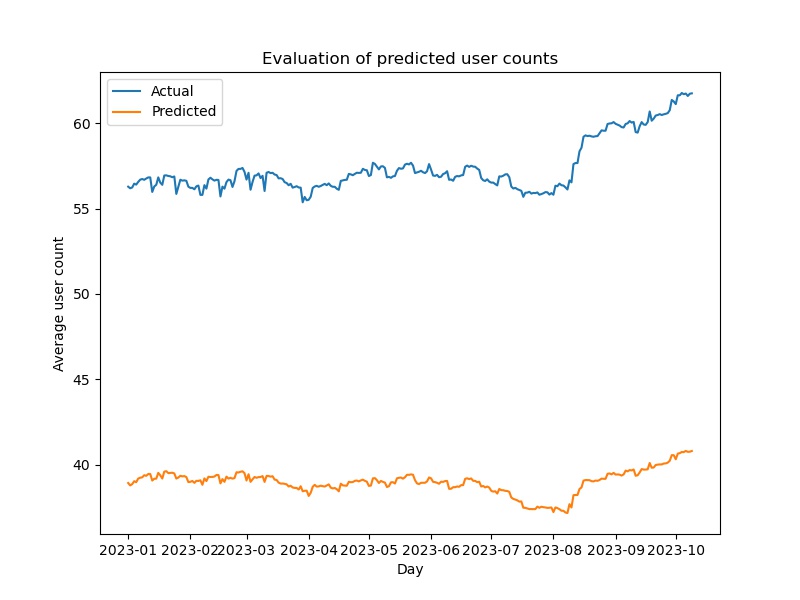 Evaluation of predicted user counts
Actual
Predicted
Average user count
60
55
50
45
40
2023-01 2023-02 2023-03 2023-04 2023-05 2023-06 2023-07 2023-08 2023-09 2023-10
Day